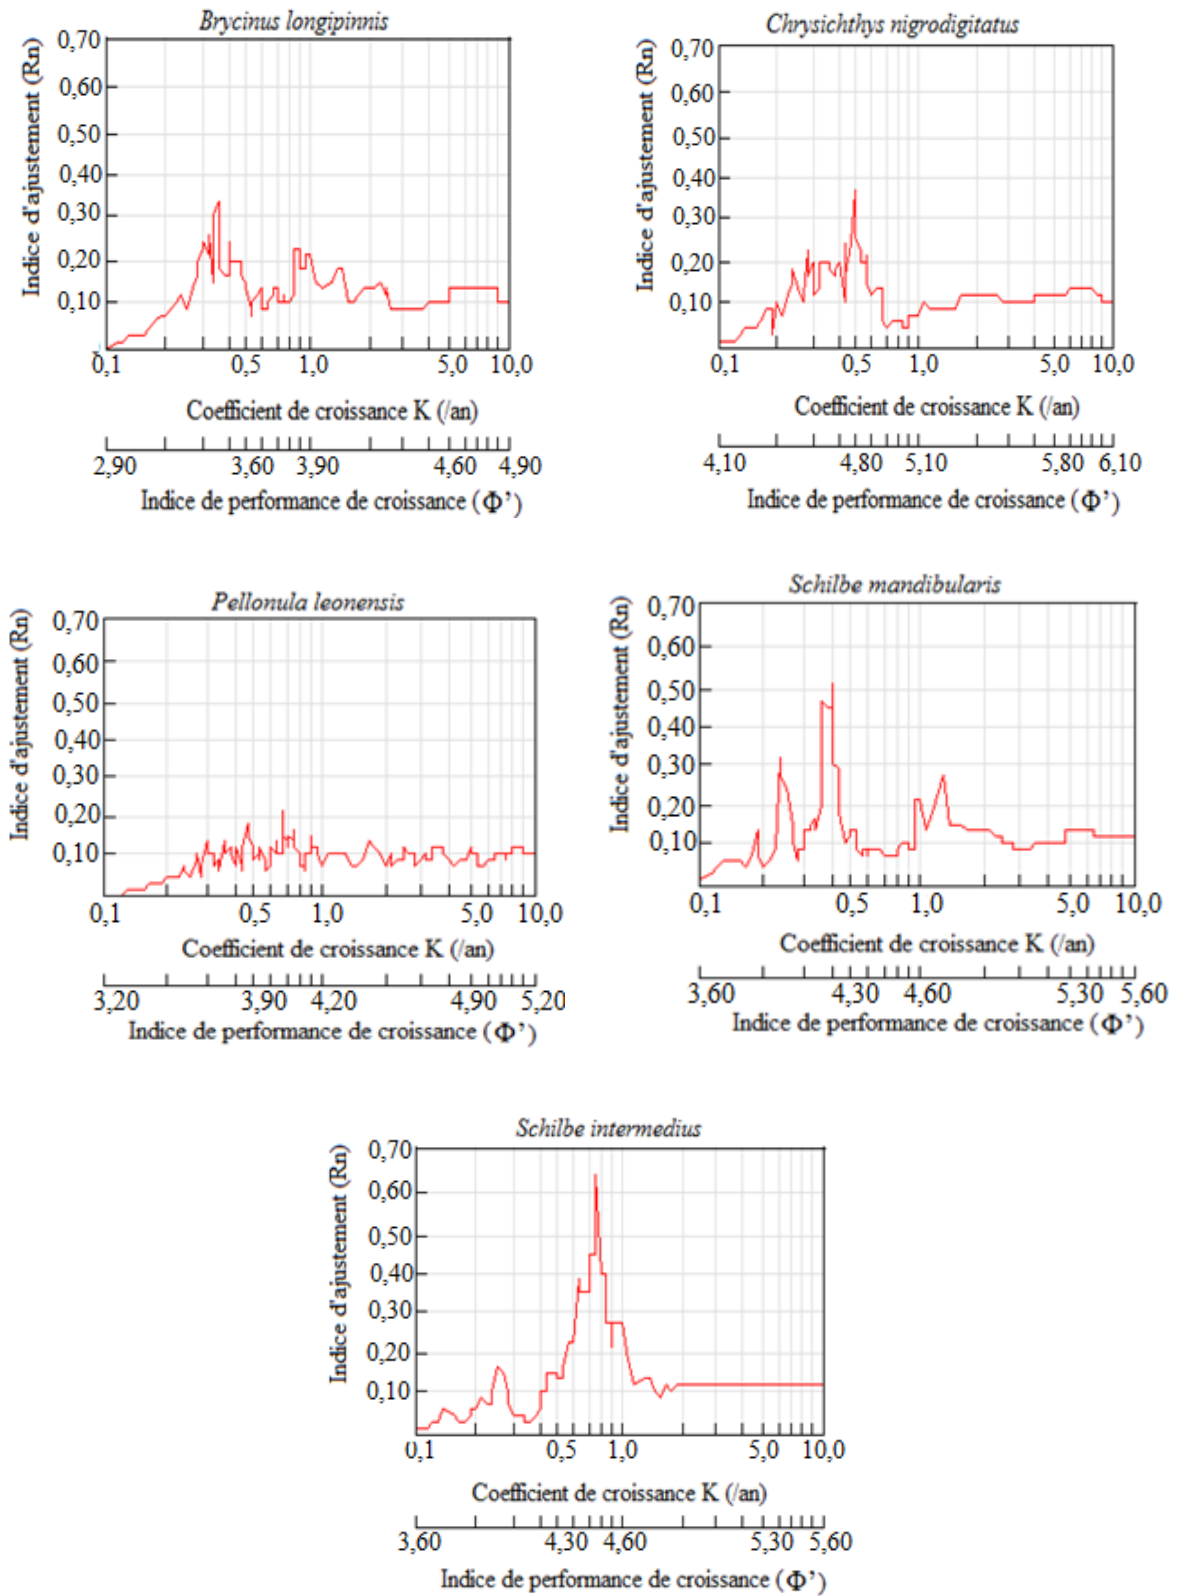 Brycinus longipinnis
Indice d'ajustement (Rn)
0,70
0,60
0,50
0,40
0,30
0,20
0,10
0,1 0,5 1,0 5,0 10,0
Coefficient de croissance K (/an)
2,90 3,60 3,90 4,60 4,90
Indice de performance de croissance (Φ')
Chrysichthys nigrodigitatus
Indice d'ajustement (Rn)
0,70
0,60
0,50
0,40
0,30
0,20
0,10
0,1 0,5 1,0 5,0 10,0
Coefficient de croissance K (/an)
4,10 4,80 5,10 5,80 6,10
Indice de performance de croissance (Φ')
Pellonula leonensis
Indice d'ajustement (Rn)
0,70
0,60
0,50
0,40
0,30
0,20
0,10
0,1 0,5 1,0 5,0 10,0
Coefficient de croissance K (/an)
3,20 3,90 4,20 4,90 5,20
Indice de performance de croissance (Φ')
Schilbe mandibularis
Indice d'ajustement (Rn)
0,70
0,60
0,50
0,40
0,30
0,20
0,10
0,1 0,5 1,0 5,0 10,0
Coefficient de croissance K (/an)
3,60 4,30 4,60 5,30 5,60
Indice de performance de croissance (Φ')
Schilbe intermedius
Indice d'ajustement (Rn)
0,70
0,60
0,50
0,40
0,30
0,20
0,10
0,1 0,5 1,0 5,0 10,0
Coefficient de croissance K (/an)
3,60 4,30 4,60 5,30 5,60
Indice de performance de croissance (Φ')